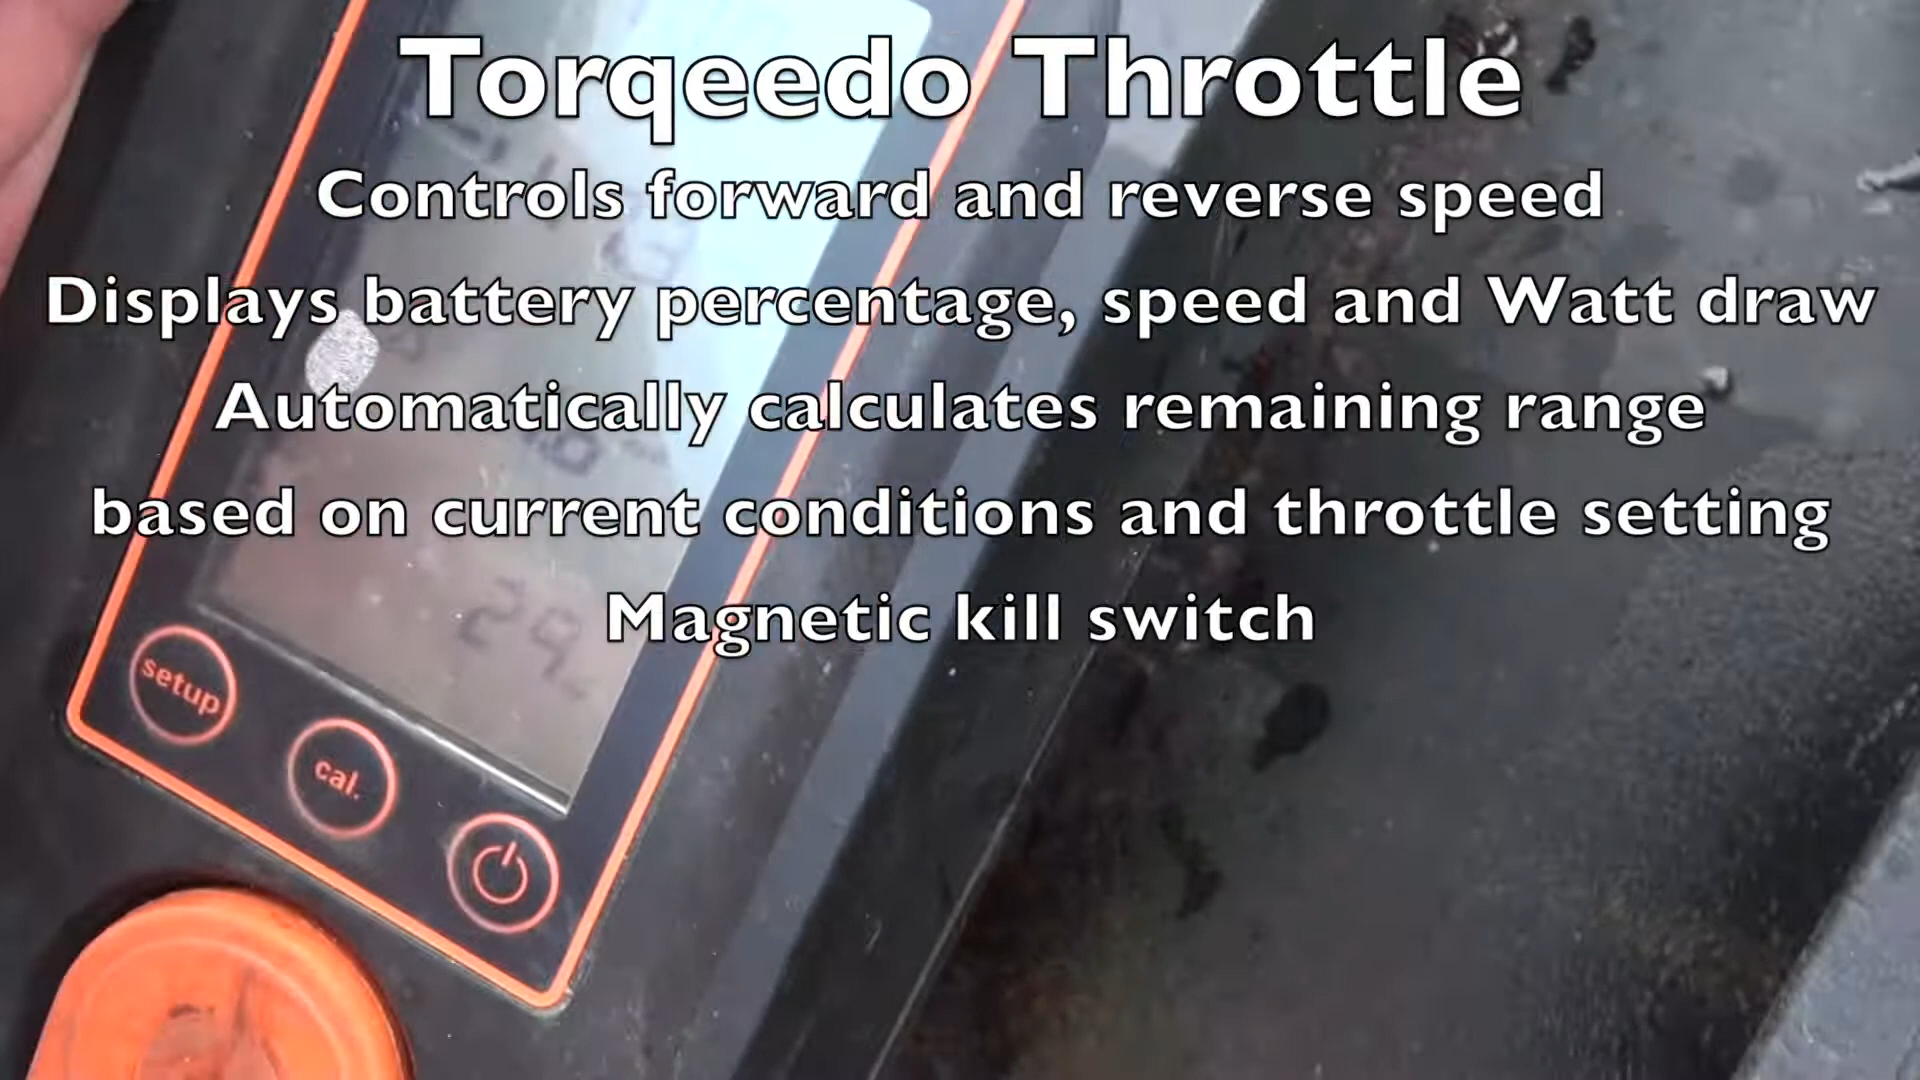 Torqeedo Throttle
Controls forward and reverse speed
Displays battery percentage, speed and Watt draw
Automatically calculates remaining range
based on current conditions and throttle setting
Magnetic kill switch
setup
cal.